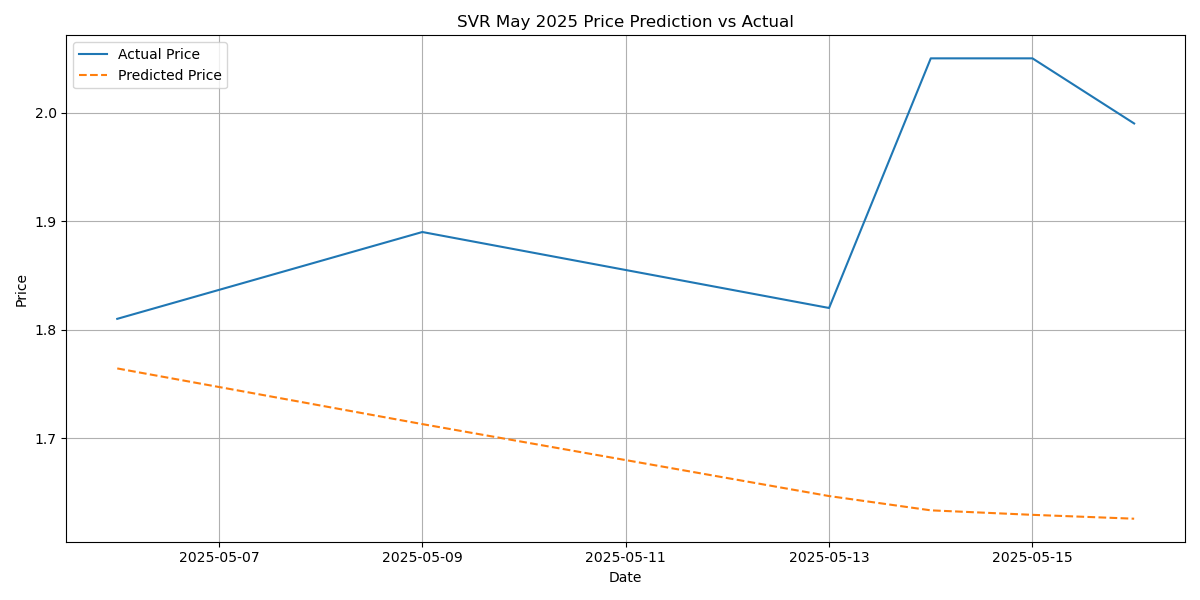 SVR May 2025 Price Prediction vs Actual
Actual Price
Predicted Price
Price
2.0
1.9
1.8
1.7
2025-05-07 2025-05-09 2025-05-11 2025-05-13 2025-05-15
Date